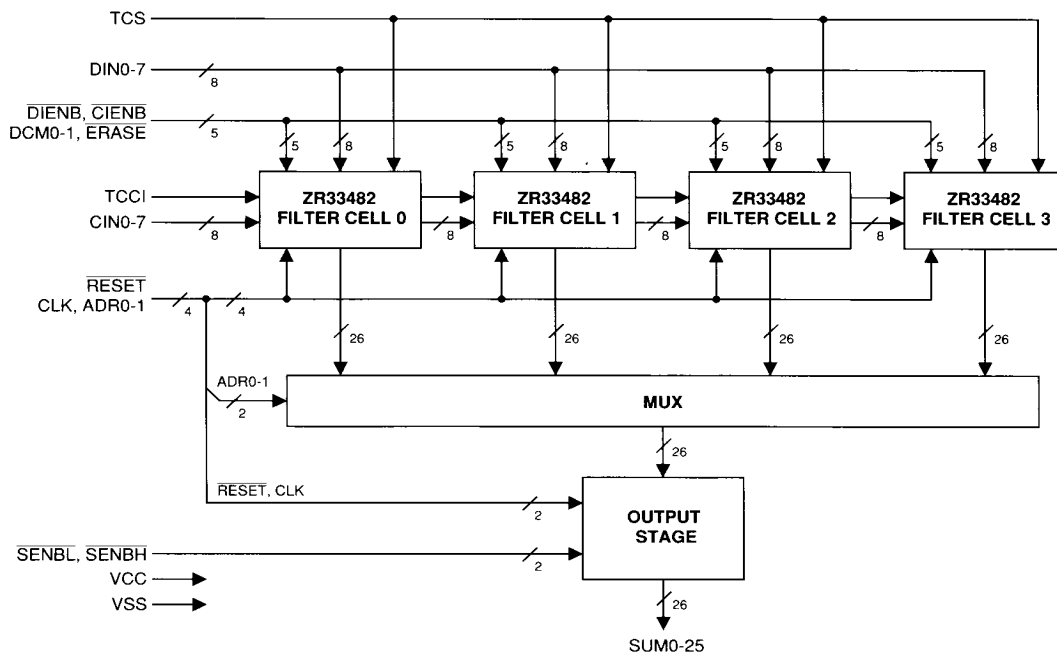 TCS
DIN0-7
8
DIENB, CIENB
DCM0-1, ERASE
5
5
8
5
8
5
8
5
8
TCCI
CIN0-7
8
ZR33482
FILTER CELL 0
8
ZR33482
FILTER CELL 1
8
ZR33482
FILTER CELL 2
8
ZR33482
FILTER CELL 3
RESET
CLK, ADR0-1
4
4
26
26
26
26
ADR0-1
2
MUX
26
RESET, CLK
2
OUTPUT
STAGE
SENBL, SENBH
2
VCC
VSS
26
SUM0-25